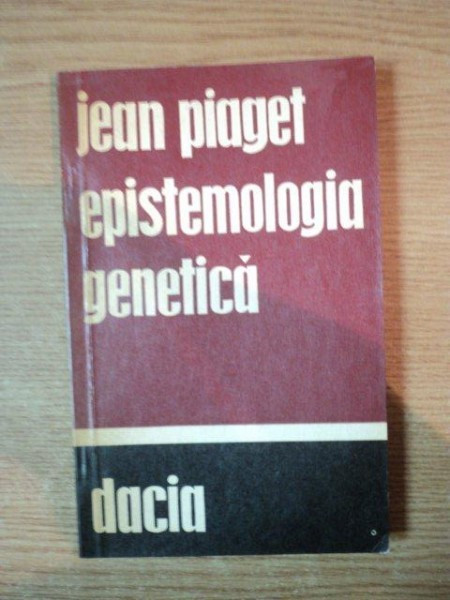 jean piaget
epistemologia
genetică
dacia